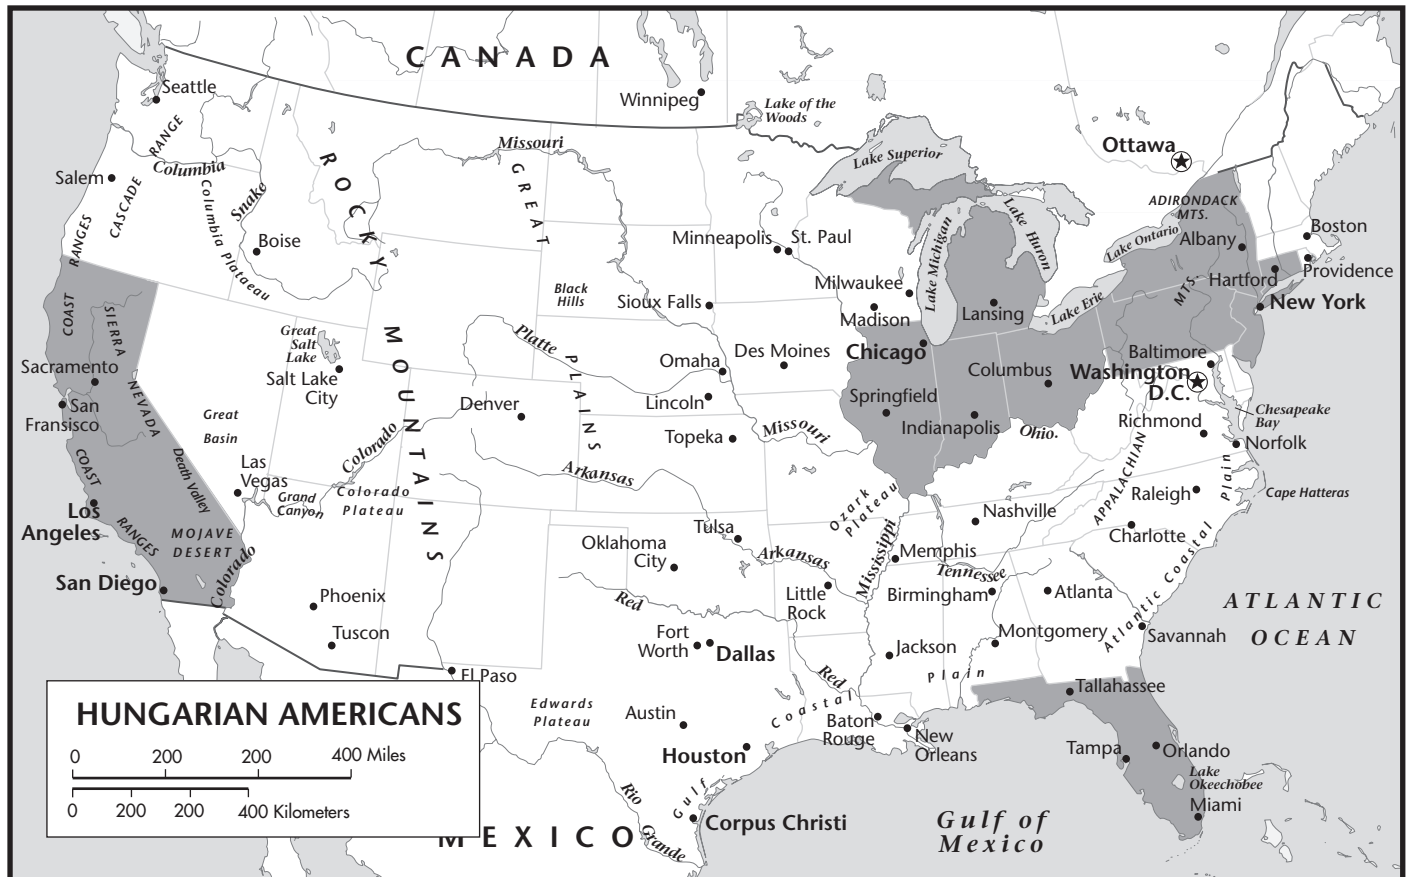 CANADA
Seattle
Winnipeg
Lake of the
Woods
Ottawa
CASCADE RANGE
Columbia
Missouri
Lake Superior
Salem
ROCKY MOUNTAINS
GREAT PLAINS
Snake
Columbia Plateau
ADIRONDACK
MTS.
Lake Michigan
Lake Huron
Lake Ontario
Albany
Boston
COAST RANGES
Boise
Minneapolis
St. Paul
Milwaukee
Madison
Lansing
Lake Erie
Hartford
Providence
MTS.
New York
Black
Hills
Sioux Falls
SIERRA NEVADA
Great
Salt
Lake
Salt Lake
City
Platte
Omaha
Des Moines
Chicago
Columbus
Baltimore
Washington
D.C.
Sacramento
San
Fransisco
Great
Basin
Denver
Lincoln
Springfield
Indianapolis
Ohio.
Richmond
Chesapeake
Bay
Norfolk
Topeka
Missouri
COAST RANGES
Death Valley
Las
Vegas
Colorado
Grand
Canyon
Colorado
Plateau
Arkansas
Ozark
Plateau
APPALACHIAN
Raleigh
Cape Hatteras
Los
Angeles
MOJAVE
DESERT
Colorado
Oklahoma
City
Tulsa
Arkansas
Mississippi
Nashville
Memphis
Tennessee
Charlotte
Atlantic Coastal Plain
San Diego
Phoenix
Tuscon
Red
Little
Rock
Birmingham
Atlanta
ATLANTIC
OCEAN
Fort
Worth
Dallas
Jackson
Montgomery
Savannah
El Paso
Edwards
Plateau
Austin
Houston
Red
Gulf Coastal Plain
Baton
Rouge
New
Orleans
Tallahassee
Tampa
Orlando
Lake
Okeechobee
Miami
HUNGARIAN AMERICANS
0 200 200 400 Miles
0 200 200 400 Kilometers
Rio Grande
Corpus Christi
Gulf of
Mexico
MEXICO